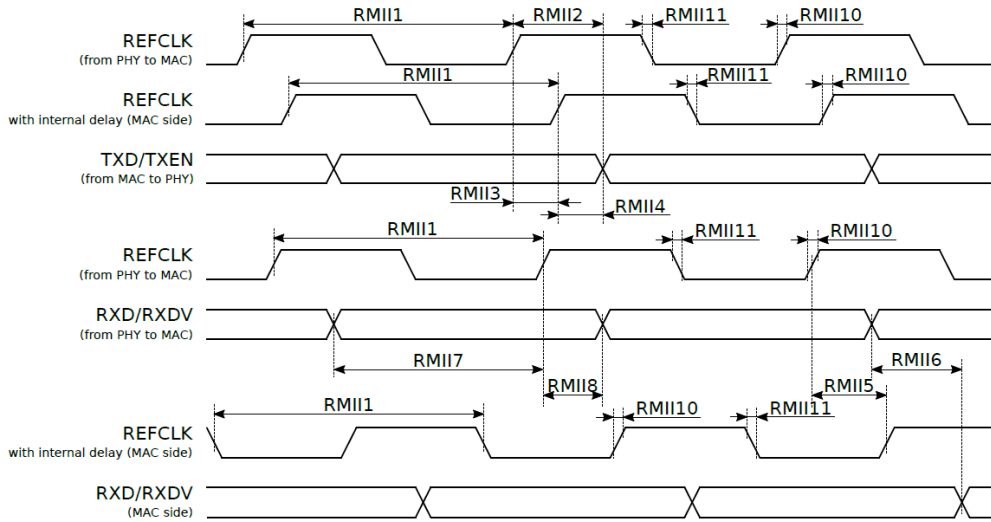 RMII1 RMII2 RMII11 RMII10
REFCLK
(from PHY to MAC)
RMII1 RMII11 RMII10
REFCLK
with internal delay (MAC side)
TXD/TXEN
(from MAC to PHY)
RMII3 RMII4
RMII1 RMII11 RMII10
REFCLK
(from PHY to MAC)
RXD/RXDV
(from PHY to MAC)
RMII7 RMII6
RMII8 RMII5
RMII1 RMII10 RMII11
REFCLK
with internal delay (MAC side)
RXD/RXDV
(MAC side)